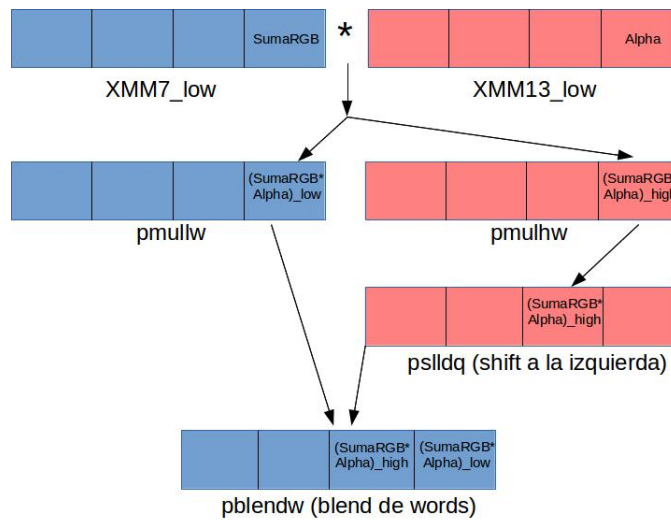 SumaRGB
*
Alpha
XMM7_low
XMM13_low
(SumaRGB*
Alpha)_low
(SumaRGB*
Alpha)_high
pmullw
pmulhw
(SumaRGB*
Alpha)_high
pslldq (shift a la izquierda)
(SumaRGB*
Alpha)_high
(SumaRGB*
Alpha)_low
pblendw (blend de words)